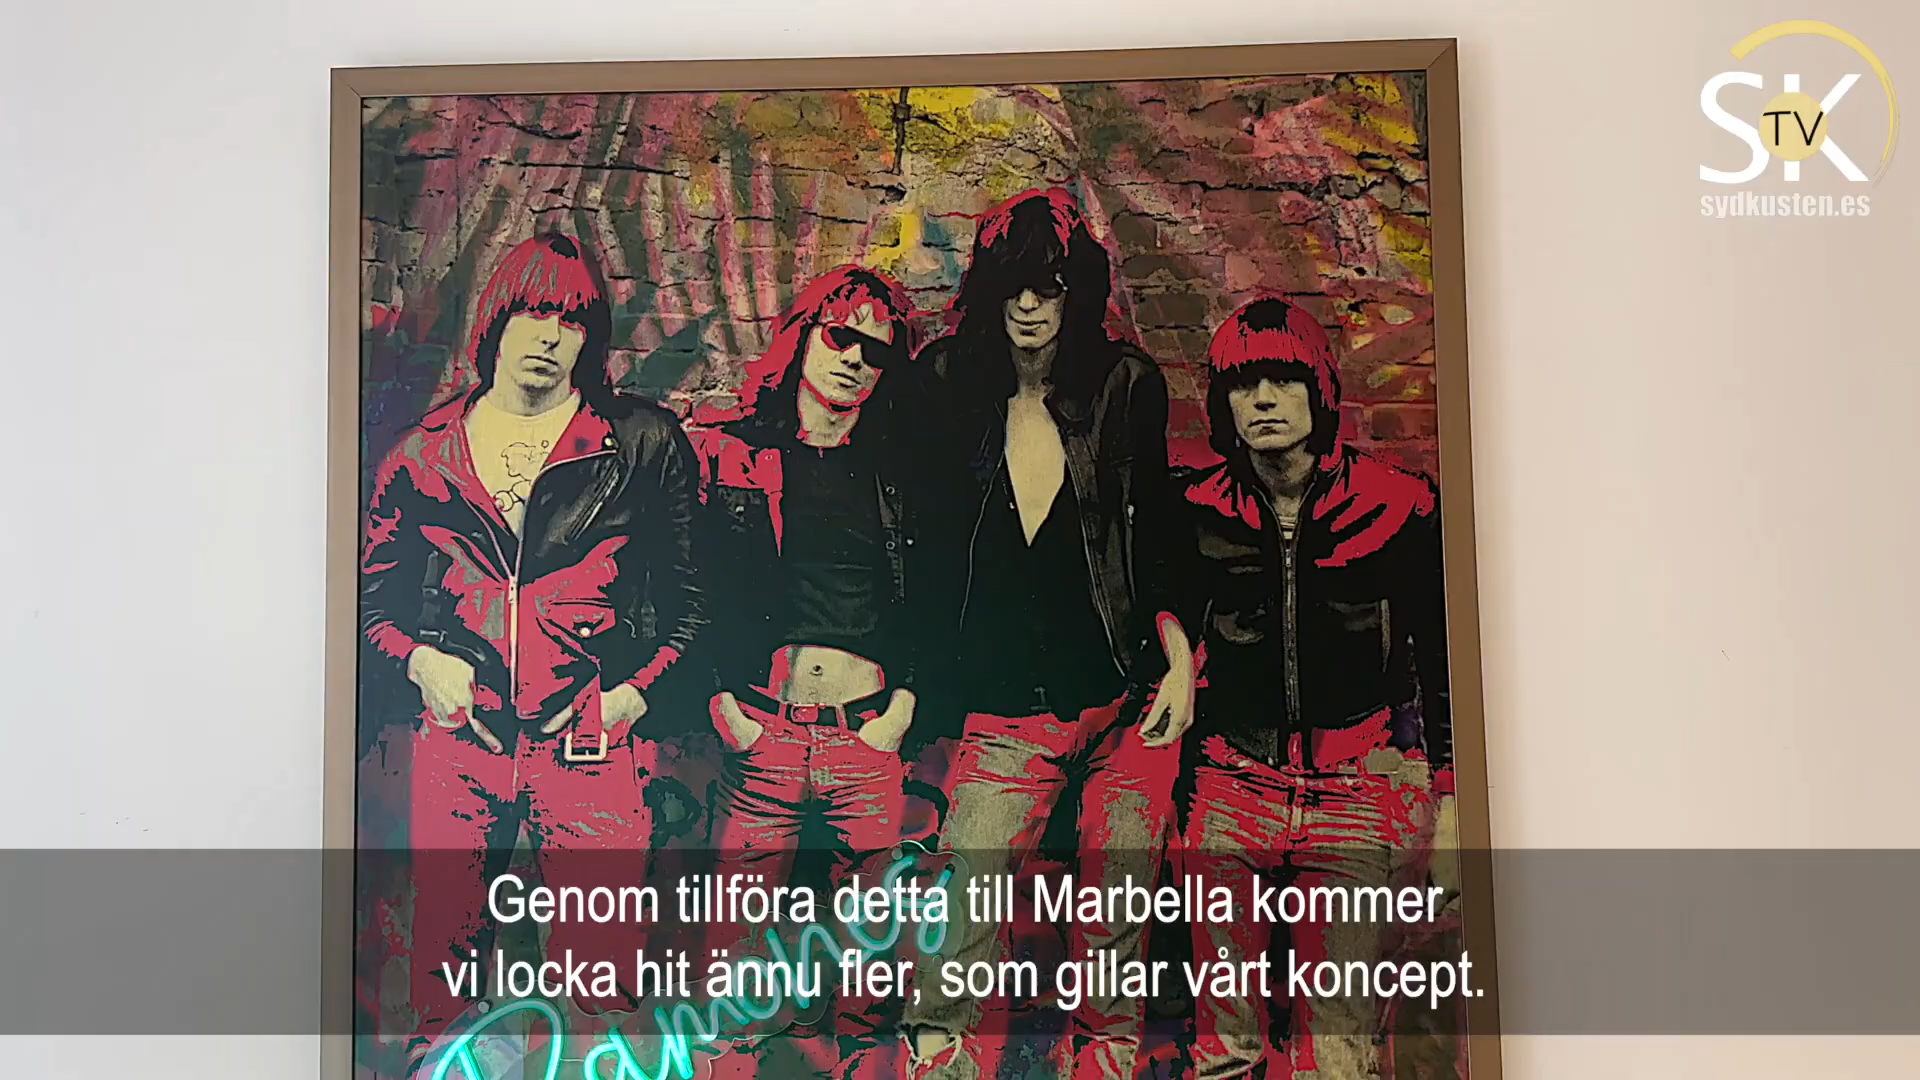 SK
TV
sydkusten.es
Genom tillföra detta till Marbella kommer
vi locka hit ännu fler, som gillar vårt koncept.
Ramones